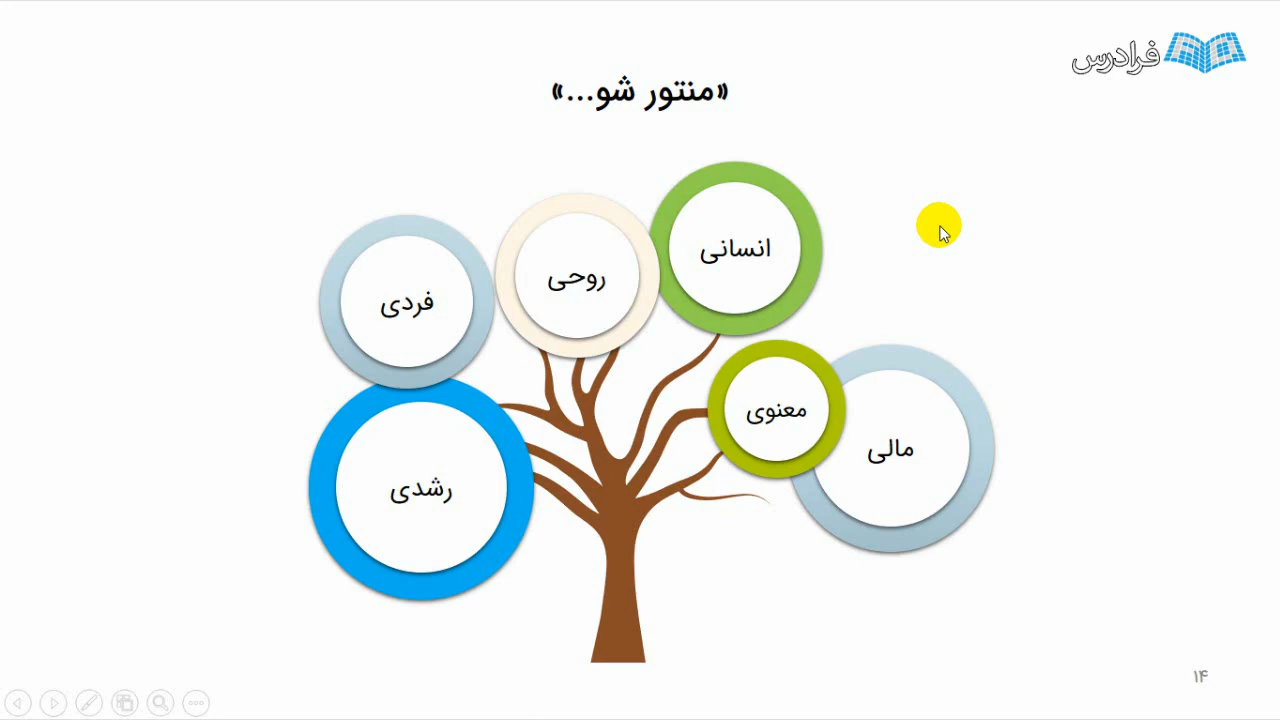 فرادرس
«منتور شو...»
انسانی
روحی
فردی
معنوی
مالی
رشدی
۱۴